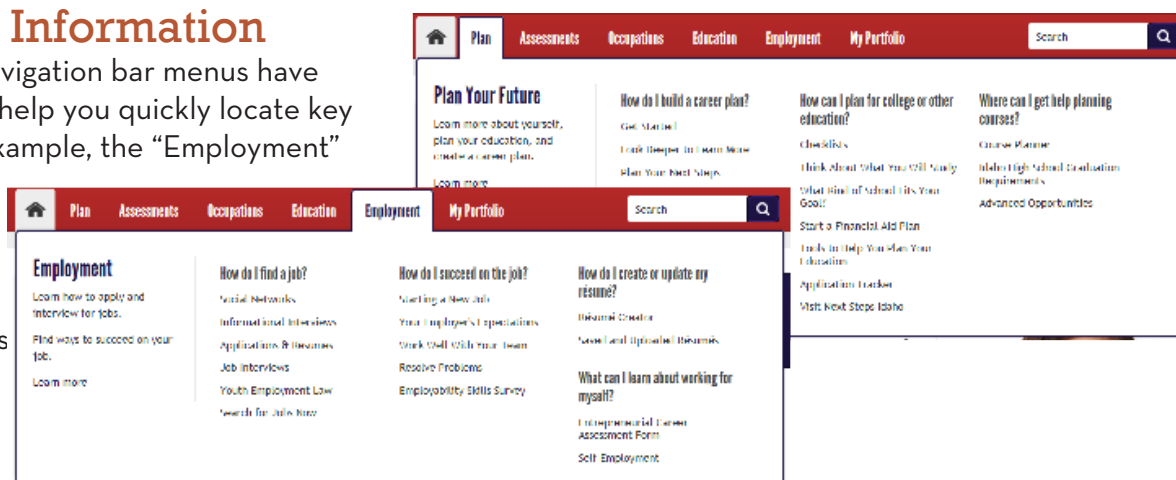 Information
vigation bar menus have
help you quickly locate key
xample, the “Employment”
s
Plan Assessments Occupations Education Employment My Portfolio Search
Plan Your Future
Learn more about yourself,
plan your education, and
create a career plan.
Learn more
How do I build a career plan?
Get Started
Look Deeper to Learn More
Plan Your Next Steps
How can I plan for college or other
education?
Checklists
Think About What You Will Study
What Kind of School Fits Your
Goal?
Start a Financial Aid Plan
Tools to Help You Plan Your
Education
Application Tracker
Visit Next Steps Idaho
Where can I get help planning
courses?
Course Planner
Idaho High School Graduation
Requirements
Advanced Opportunities
Plan Assessments Occupations Education Employment My Portfolio Search
Employment
Learn how to apply and
interview for jobs.
Find ways to succeed on your
job.
Learn more
How do I find a job?
Social Networks
Informational Interviews
Applications & Resumes
Job Interviews
Youth Employment Law
Search for Jobs Now
How do I succeed on the job?
Starting a New Job
Your Employer's Expectations
Work Well With Your Team
Resolve Problems
Employability Skills Survey
How do I create or update my
résumé?
Résumé Creator
Saved and Uploaded Résumés
What can I learn about working for
myself?
Entrepreneurial Career
Assessment Form
Self Employment